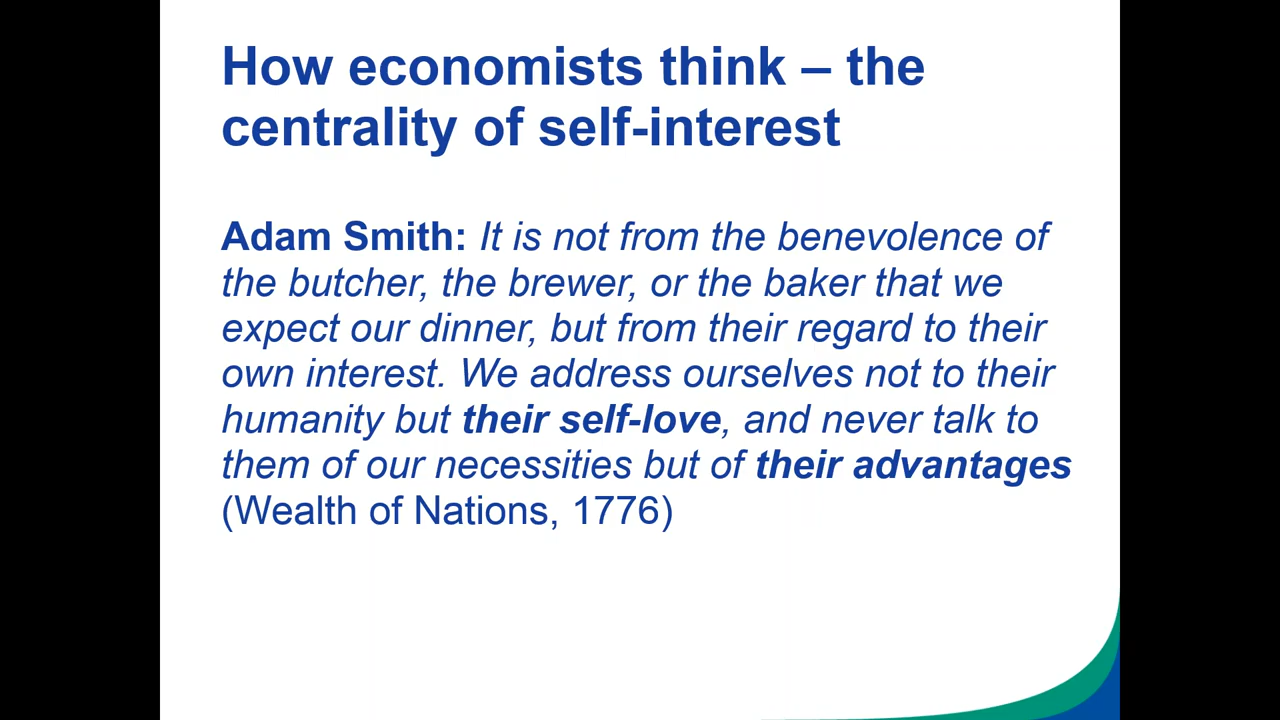 How economists think – the
centrality of self-interest
Adam Smith: It is not from the benevolence of
the butcher, the brewer, or the baker that we
expect our dinner, but from their regard to their
own interest. We address ourselves not to their
humanity but their self-love, and never talk to
them of our necessities but of their advantages
(Wealth of Nations, 1776)